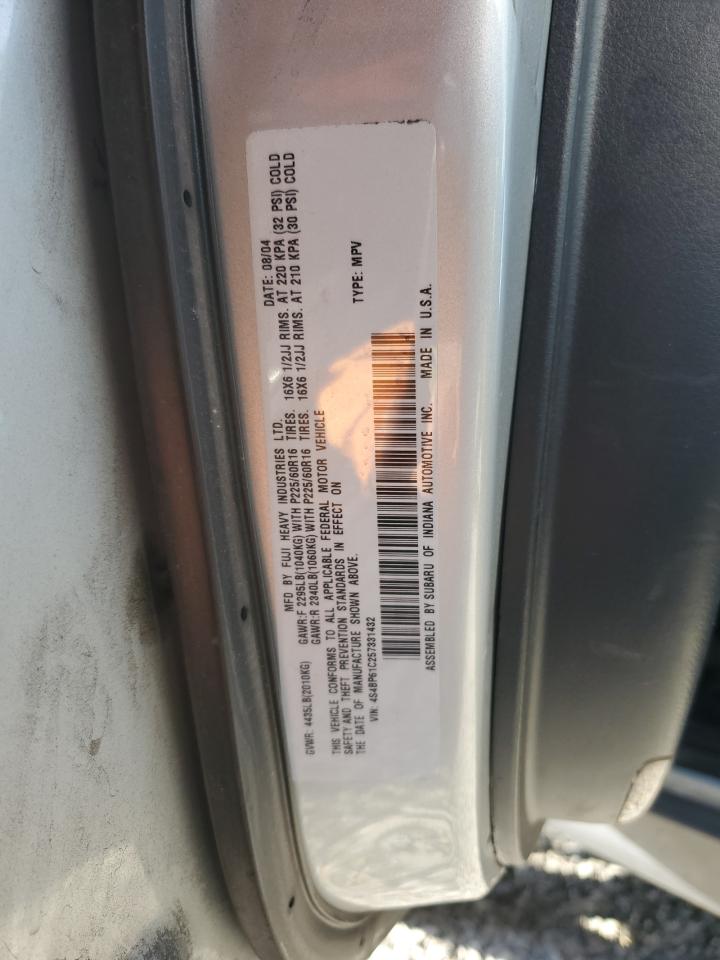 MFD BY FUJI HEAVY INDUSTRIES LTD. DATE: 08/04
GVWR: 4435LB(2010KG) GAWR:F 2295LB(1040KG)WITH P225/60R16 TIRES. 16X6 1/2JJ RIMS. AT 220 KPA (32 PSI) COLD
GAWR:R 2340LB(1060KG)WITH P225/60R16 TIRES. 16X6 1/2JJ RIMS. AT 210 KPA (30 PSI) COLD
THIS VEHICLE CONFORMS TO ALL APPLICABLE FEDERAL MOTOR VEHICLE
SAFETY AND THEFT PREVENTION STANDARDS IN EFFECT ON
THE DATE OF MANUFACTURE SHOWN ABOVE.
VIN: 4S4BP61C257331432 TYPE: MPV
ASSEMBLED BY SUBARU OF INDIANA AUTOMOTIVE INC. MADE IN U.S.A.